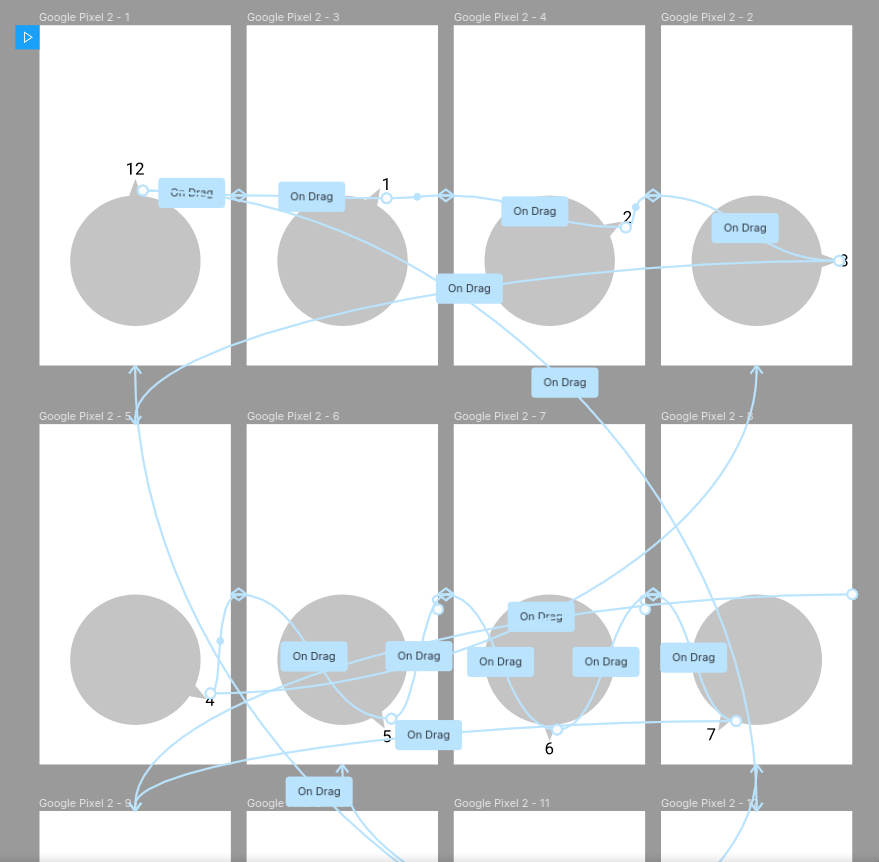 Google Pixel 2 - 1
Google Pixel 2 - 3
Google Pixel 2 - 4
Google Pixel 2 - 2
12
On Drag
On Drag
1
On Drag
2
On Drag
3
On Drag
On Drag
Google Pixel 2 - 5
Google Pixel 2 - 6
Google Pixel 2 - 7
Google Pixel 2 - 8
On Drag
On Drag
On Drag
On Drag
On Drag
On Drag
4
5
On Drag
6
7
On Drag
Google Pixel 2 - 9
Google
Google Pixel 2 - 11
Google Pixel 2 - 12